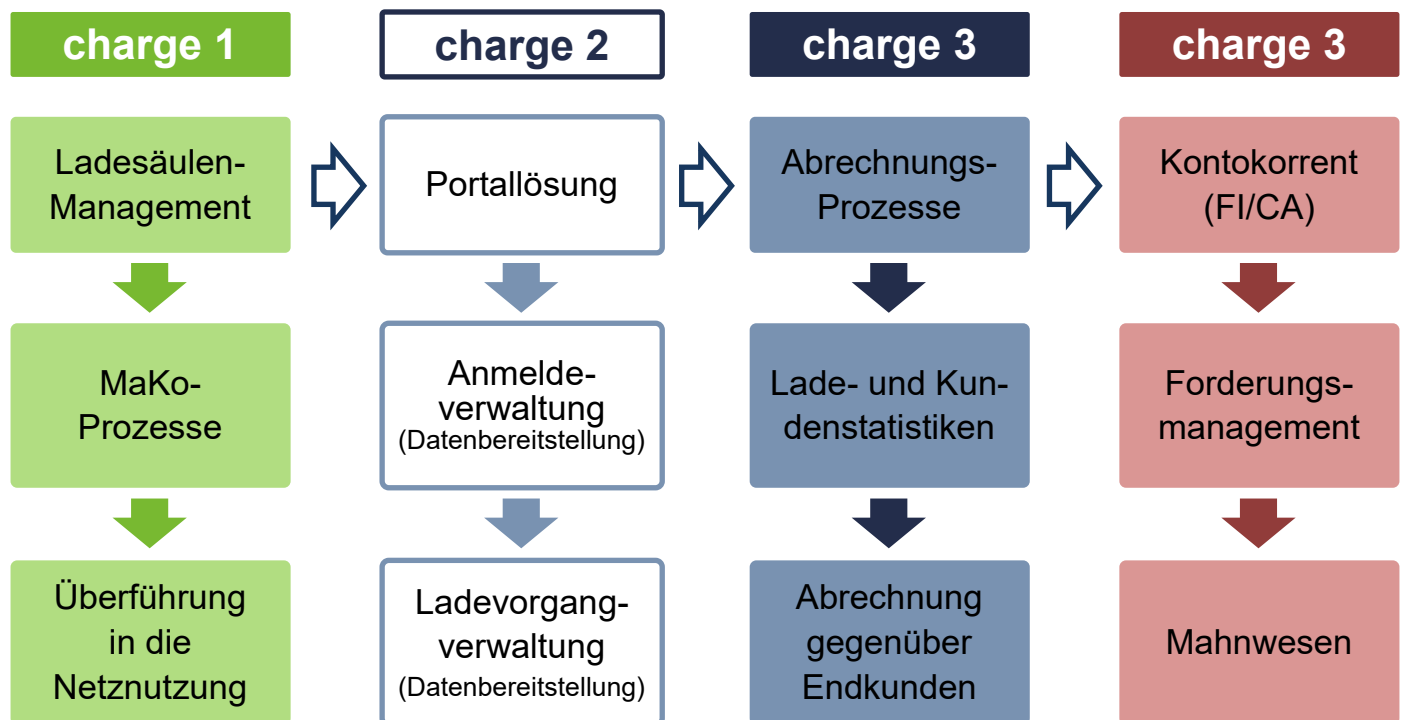 charge 1
charge 2
charge 3
charge 3
Ladesäulen-
Management
Portallösung
Abrechnungs-
Prozesse
Kontokorrent
(FI/CA)
MaKo-
Prozesse
Anmelde-
verwaltung
(Datenbereitstellung)
Lade- und Kun-
denstatistiken
Forderungs-
management
Überführung
in die
Netznutzung
Ladevorgang-
verwaltung
(Datenbereitstellung)
Abrechnung
gegenüber
Endkunden
Mahnwesen